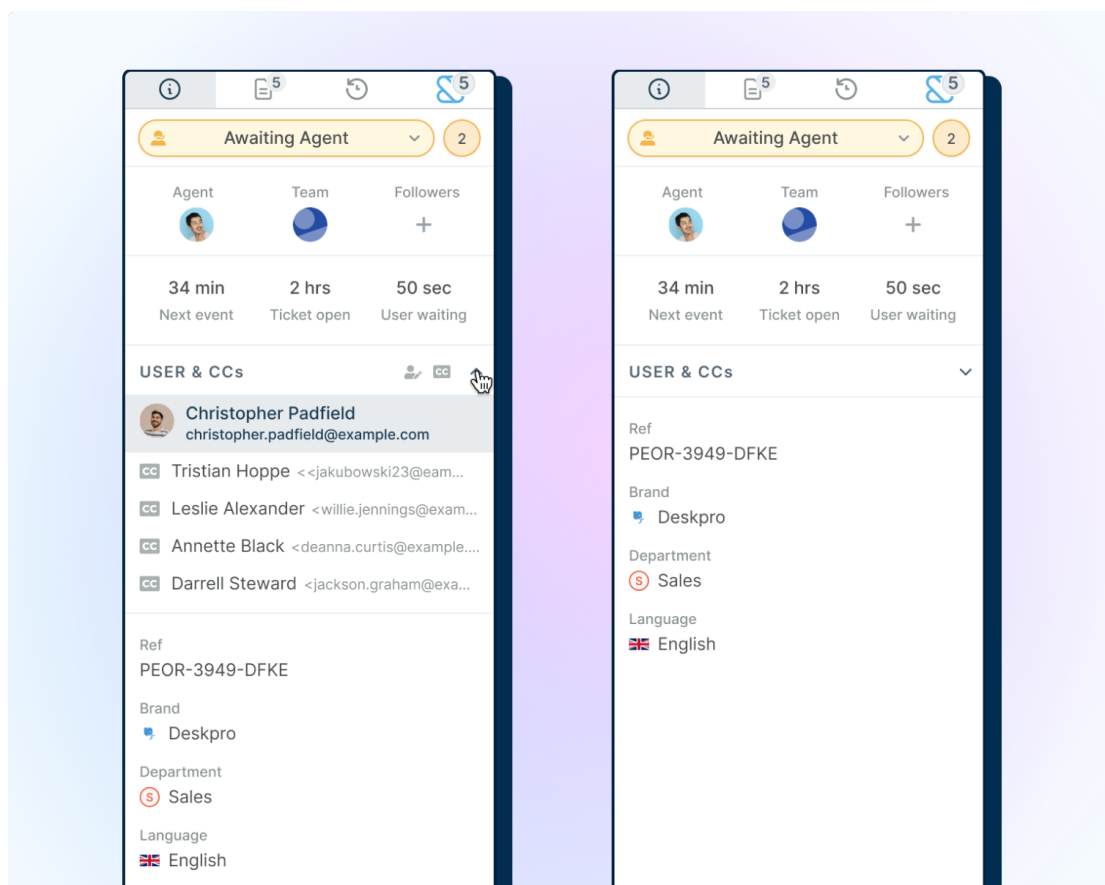 5
5
Awaiting Agent
2
Agent
Team
Followers
34 min
2 hrs
50 sec
Next event
Ticket open
User waiting
USER & CCs
CC
Christopher Padfield
christopher.padfield@example.com
CC Tristian Hoppe <<jakubowski23@eam...
CC Leslie Alexander <willie.jennings@exam...
CC Annette Black <deanna.curtis@example....
CC Darrell Steward <jackson.graham@exa...
Ref
PEOR-3949-DFKE
Brand
Deskpro
Department
S Sales
Language
English
5
5
Awaiting Agent
2
Agent
Team
Followers
34 min
2 hrs
50 sec
Next event
Ticket open
User waiting
USER & CCs
Ref
PEOR-3949-DFKE
Brand
Deskpro
Department
S Sales
Language
English